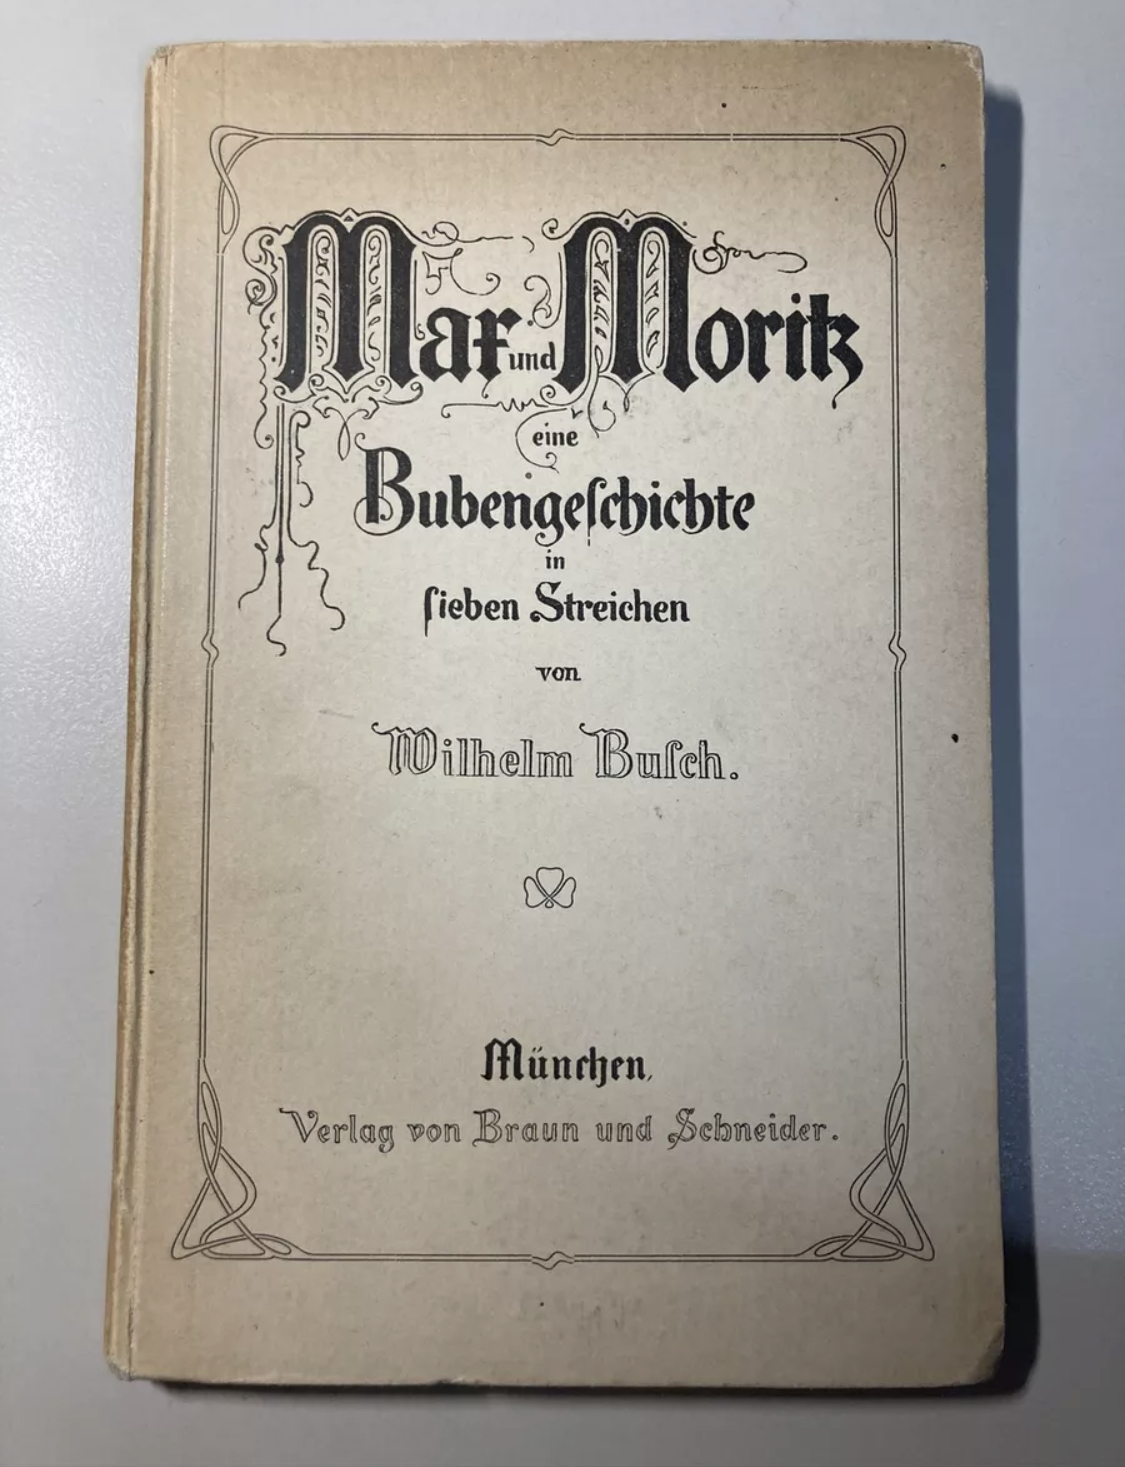 Max und Moritz
eine
Bubengeſchichte
in
ſieben Streichen
von
Wilhelm Buſch.
München,
Verlag von Braun und Schneider.